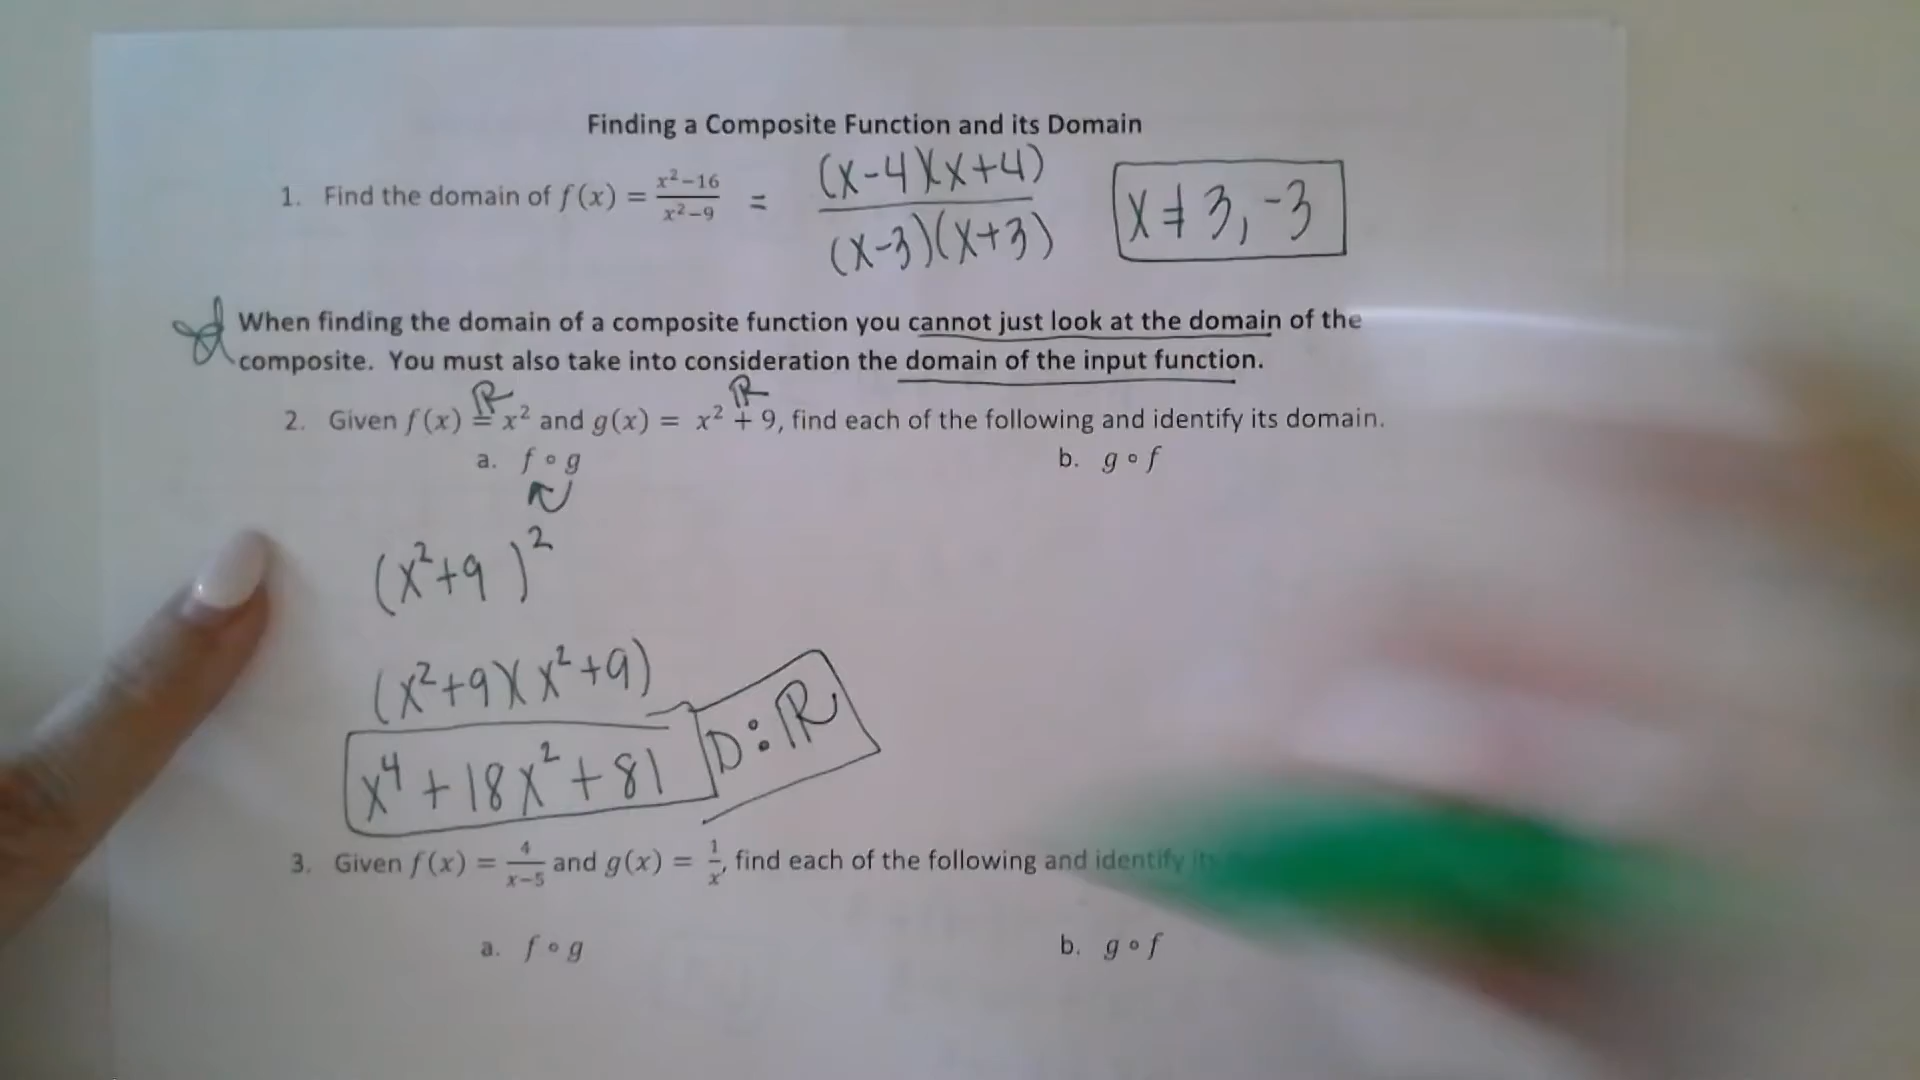 Finding a Composite Function and its Domain
1. Find the domain of f(x) = x²−16/x²−9 = (x-4)(x+4)/(x-3)(x+3) x ≠ 3, -3
When finding the domain of a composite function you cannot just look at the domain of the
composite. You must also take into consideration the domain of the input function.
ℝ ℝ
2. Given f(x) = x² and g(x) = x² + 9, find each of the following and identify its domain.
a. f∘g b. g∘f
(x²+9 )²
(x²+9)(x²+9)
x⁴ + 18x² + 81 D: ℝ
3. Given f(x) = 4/x−5 and g(x) = 1/x, find each of the following and identify its
a. f∘g b. g∘f